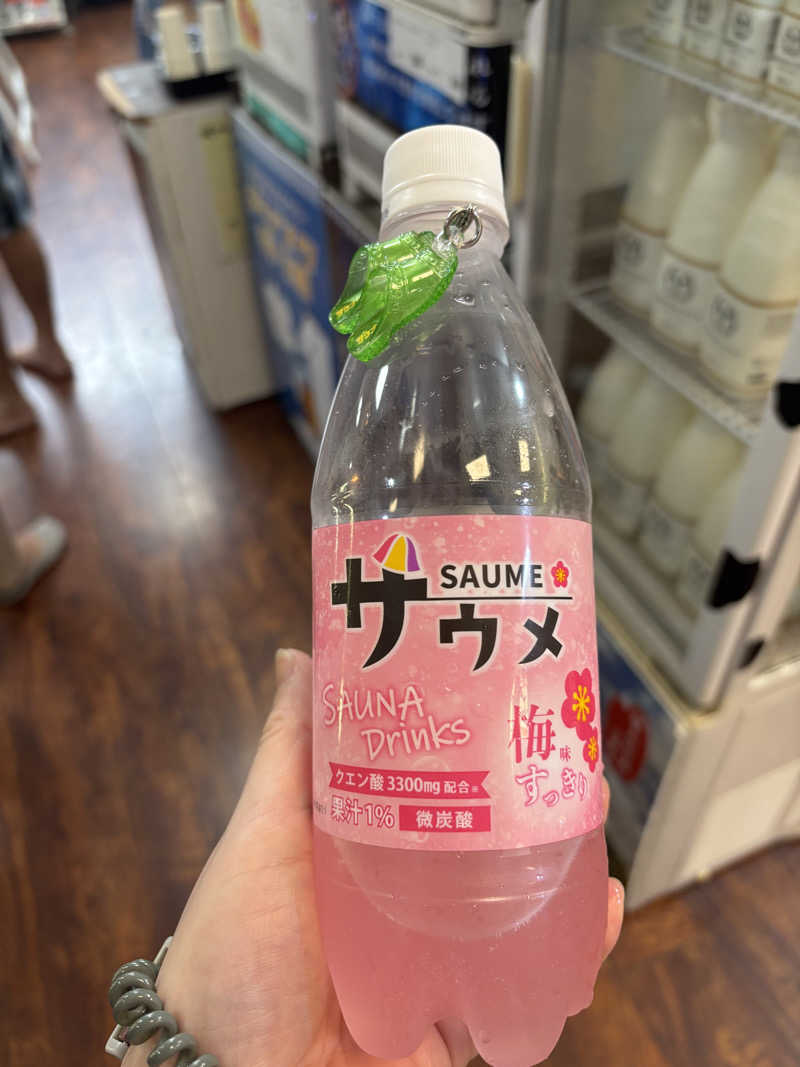 SAUME
サウメ
SAUNA
Drinks
梅味
すっきり
クエン酸3300mg配合※
果汁1%
微炭酸